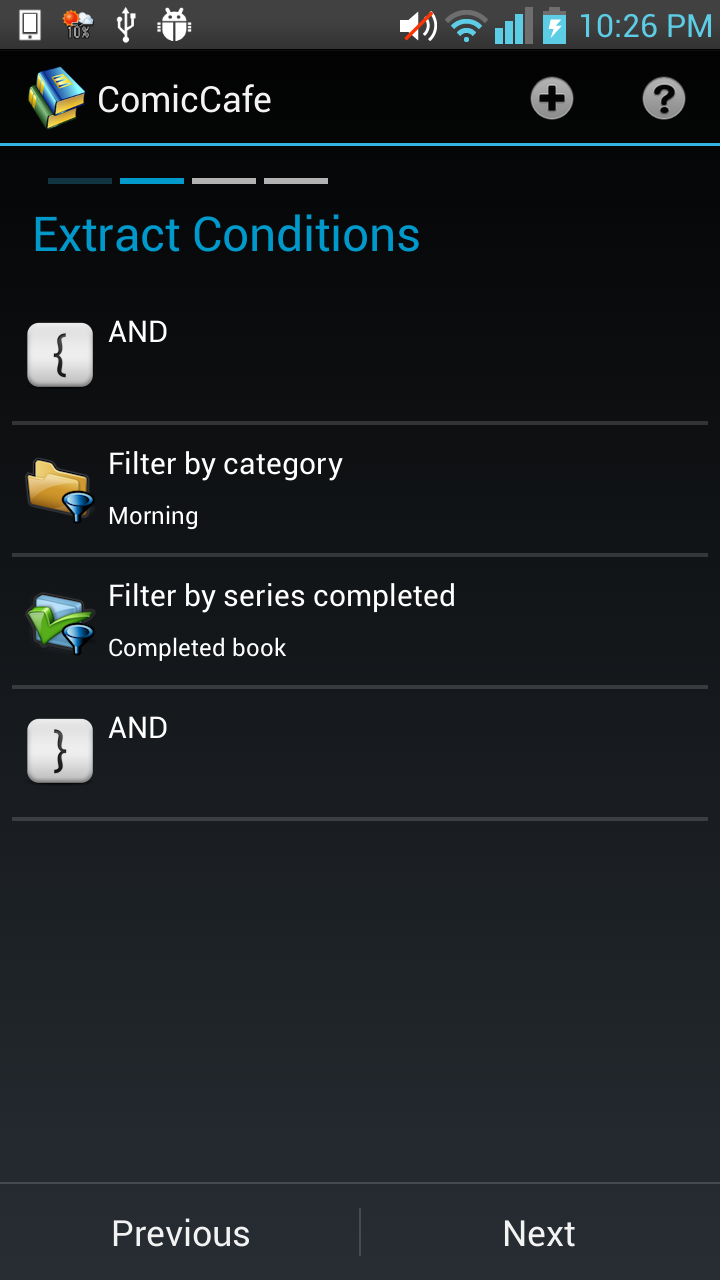 10%
10:26 PM
ComicCafe
Extract Conditions
{
AND
Filter by category
Morning
Filter by series completed
Completed book
}
AND
Previous
Next